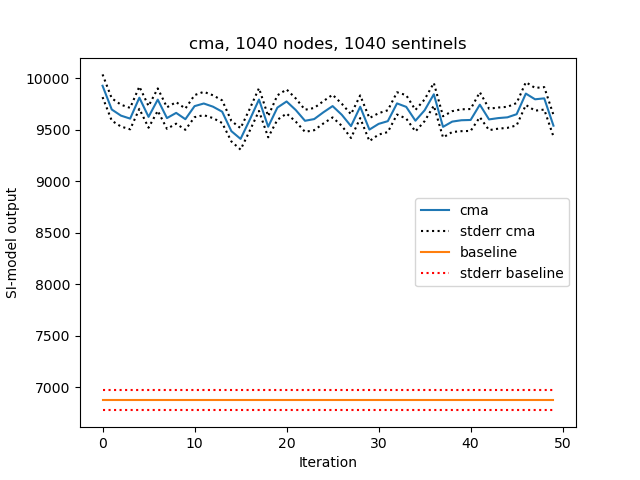 cma, 1040 nodes, 1040 sentinels
SI-model output
10000
9500
9000
8500
8000
7500
7000
cma
stderr cma
baseline
stderr baseline
0
10
20
30
40
50
Iteration